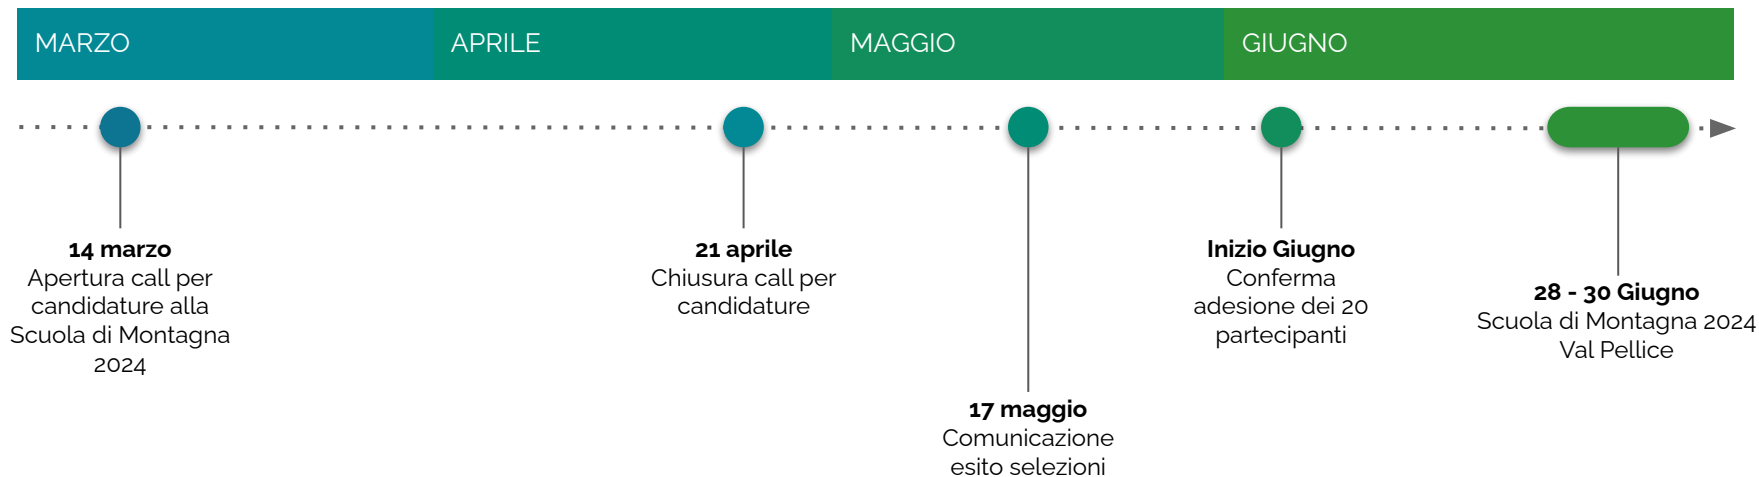 MARZO
APRILE
MAGGIO
GIUGNO
14 marzo
Apertura call per
candidature alla
Scuola di Montagna
2024
21 aprile
Chiusura call per
candidature
17 maggio
Comunicazione
esito selezioni
Inizio Giugno
Conferma
adesione dei 20
partecipanti
28 - 30 Giugno
Scuola di Montagna 2024
Val Pellice